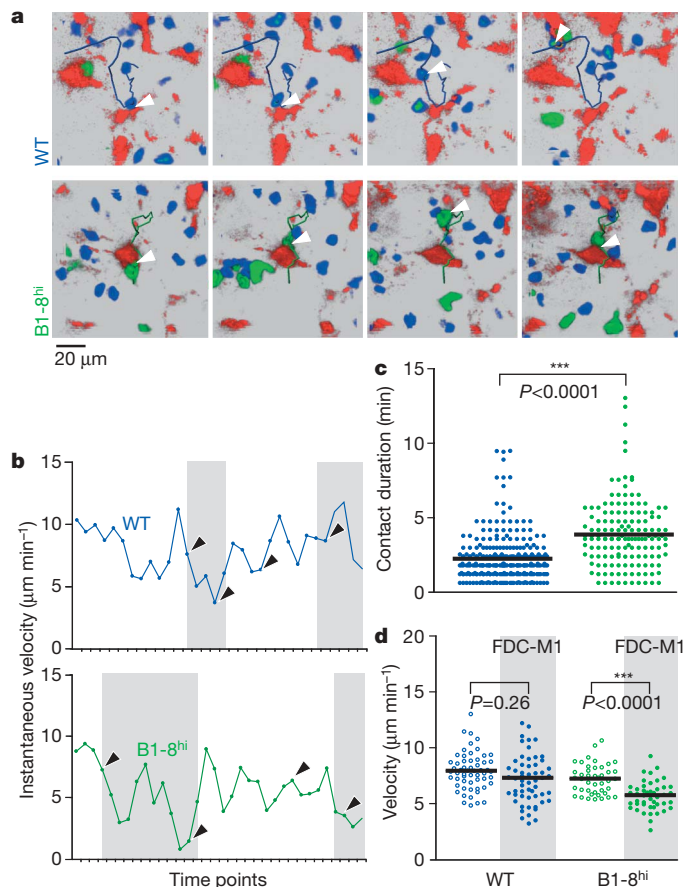 a
WT
B1-8hi
20 μm
b
Instantaneous velocity (μm min⁻¹)
15
10
5
0
WT
15
10
5
0
B1-8hi
Time points
c
Contact duration (min)
15
10
5
0
***
P<0.0001
d
Velocity (μm min⁻¹)
20
15
10
5
0
FDC-M1
FDC-M1
P=0.26
***
P<0.0001
WT
B1-8hi